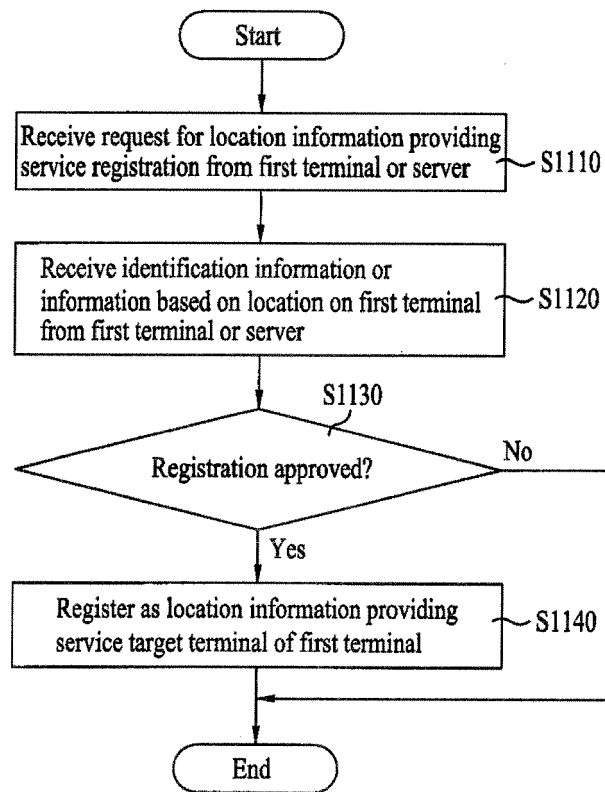 Start
Receive request for location information providing
service registration from first terminal or server
S1110
Receive identification information or
information based on location on first terminal
from first terminal or server
S1120
S1130
Registration approved?
No
Yes
Register as location information providing
service target terminal of first terminal
S1140
End